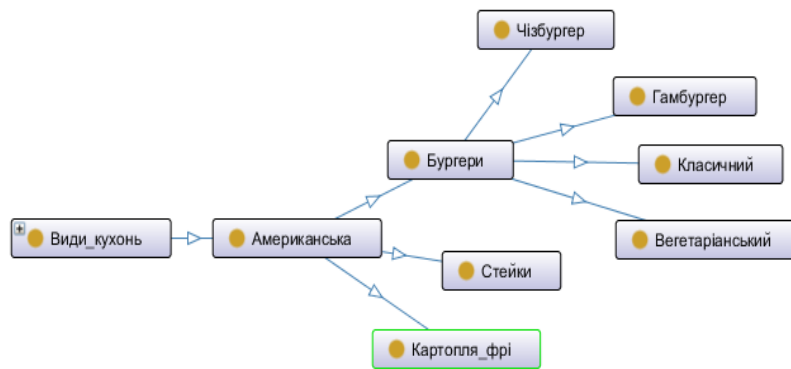 Чізбургер
Гамбургер
Бургери
Класичний
Види_кухонь
Американська
Вегетаріанський
Стейки
Картопля_фрі